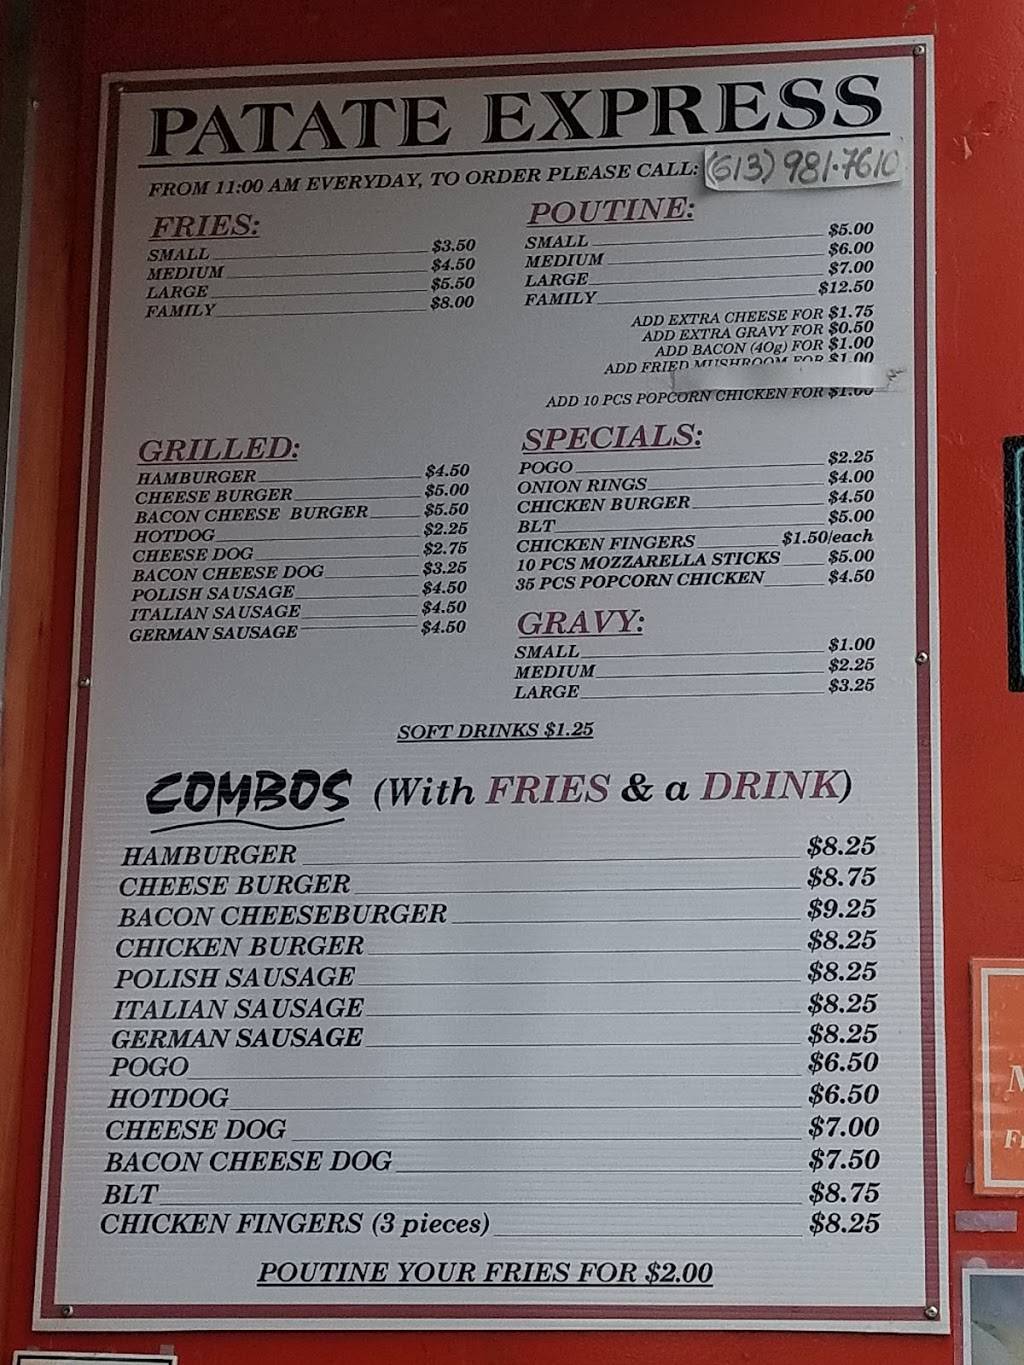 PATATE EXPRESS
FROM 11:00 AM EVERYDAY, TO ORDER PLEASE CALL: (613) 981-7610
FRIES:
SMALL $3.50
MEDIUM $4.50
LARGE $5.50
FAMILY $8.00
POUTINE:
SMALL $5.00
MEDIUM $6.00
LARGE $7.00
FAMILY $12.50
ADD EXTRA CHEESE FOR $1.75
ADD EXTRA GRAVY FOR $0.50
ADD BACON (40g) FOR $1.00
ADD FRIED MUSHROOM FOR $1.00
ADD 10 PCS POPCORN CHICKEN FOR $1.00
GRILLED:
HAMBURGER $4.50
CHEESE BURGER $5.00
BACON CHEESE BURGER $5.50
HOTDOG $2.25
CHEESE DOG $2.75
BACON CHEESE DOG $3.25
POLISH SAUSAGE $4.50
ITALIAN SAUSAGE $4.50
GERMAN SAUSAGE $4.50
SPECIALS:
POGO $2.25
ONION RINGS $4.00
CHICKEN BURGER $4.50
BLT $5.00
CHICKEN FINGERS $1.50/each
10 PCS MOZZARELLA STICKS $5.00
35 PCS POPCORN CHICKEN $4.50
GRAVY:
SMALL $1.00
MEDIUM $2.25
LARGE $3.25
SOFT DRINKS $1.25
COMBOS (With FRIES & a DRINK)
HAMBURGER $8.25
CHEESE BURGER $8.75
BACON CHEESEBURGER $9.25
CHICKEN BURGER $8.25
POLISH SAUSAGE $8.25
ITALIAN SAUSAGE $8.25
GERMAN SAUSAGE $8.25
POGO $6.50
HOTDOG $6.50
CHEESE DOG $7.00
BACON CHEESE DOG $7.50
BLT $8.75
CHICKEN FINGERS (3 pieces) $8.25
POUTINE YOUR FRIES FOR $2.00